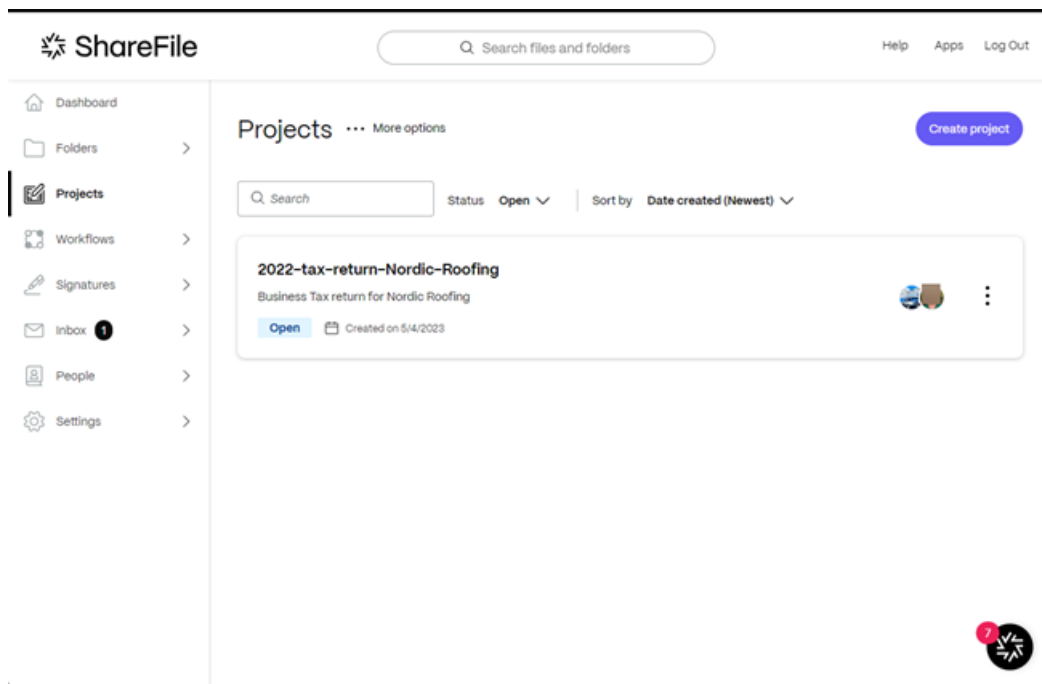 ShareFile
Search files and folders
Help Apps Log Out
Dashboard
Folders
Projects
Workflows
Signatures
Inbox 1
People
Settings
Projects ··· More options
Create project
Search
Status Open
Sort by Date created (Newest)
2022-tax-return-Nordic-Roofing
Business Tax return for Nordic Roofing
Open Created on 5/4/2023
7